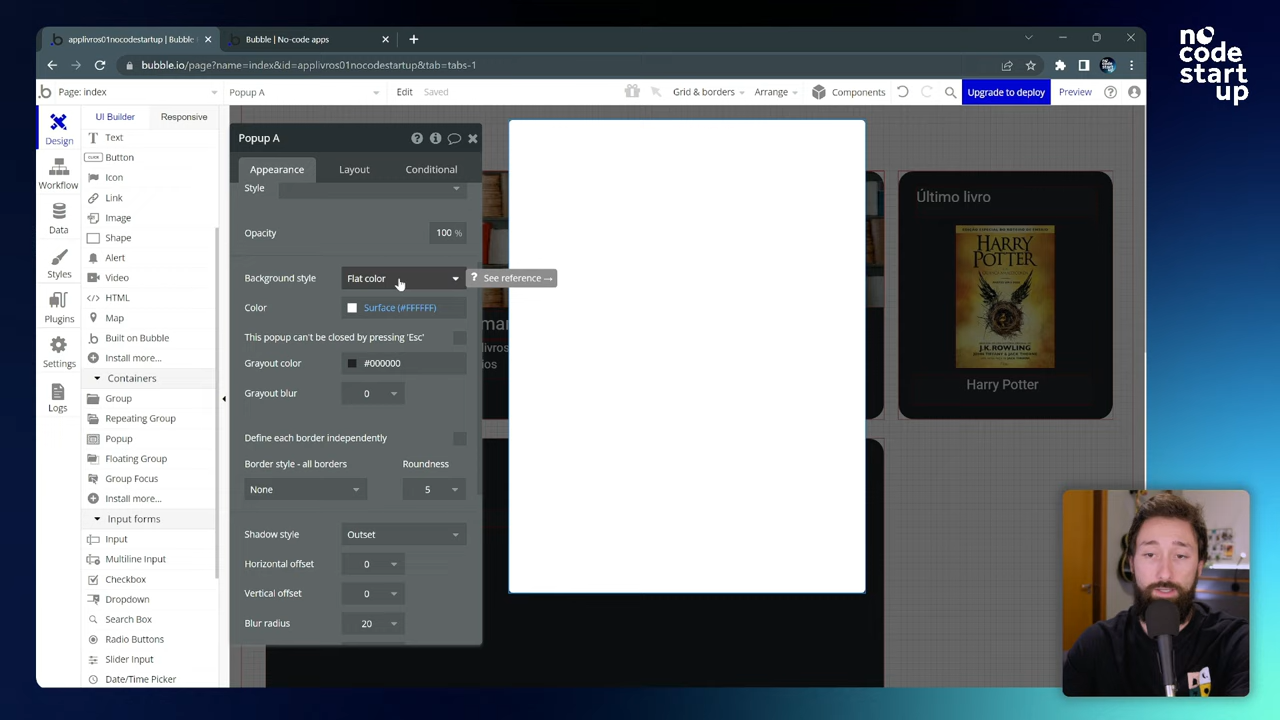 no
code
start
up
applivros01nocodestartup | Bubble
Bubble | No-code apps
bubble.io/page?name=index&id=applivros01nocodestartup&tab=tabs-1
Page: index
Popup A
Edit
Saved
Grid & borders
Arrange
Components
Upgrade to deploy
Preview
Design
Workflow
Data
Styles
Plugins
Settings
Logs
UI Builder
Responsive
Text
Button
Icon
Link
Image
Shape
Alert
Video
HTML
Map
Built on Bubble
Install more...
Containers
Group
Repeating Group
Popup
Floating Group
Group Focus
Install more...
Input forms
Input
Multiline Input
Checkbox
Dropdown
Search Box
Radio Buttons
Slider Input
Date/Time Picker
Popup A
Appearance
Layout
Conditional
Style
Opacity
100 %
Background style
Flat color
? See reference →
Color
Surface (#FFFFFF)
This popup can't be closed by pressing 'Esc'
Grayout color
#000000
Grayout blur
0
Define each border independently
Border style - all borders
Roundness
None
5
Shadow style
Outset
Horizontal offset
0
Vertical offset
0
Blur radius
20
Último livro
HARRY
POTTER
J.K.ROWLING
Harry Potter